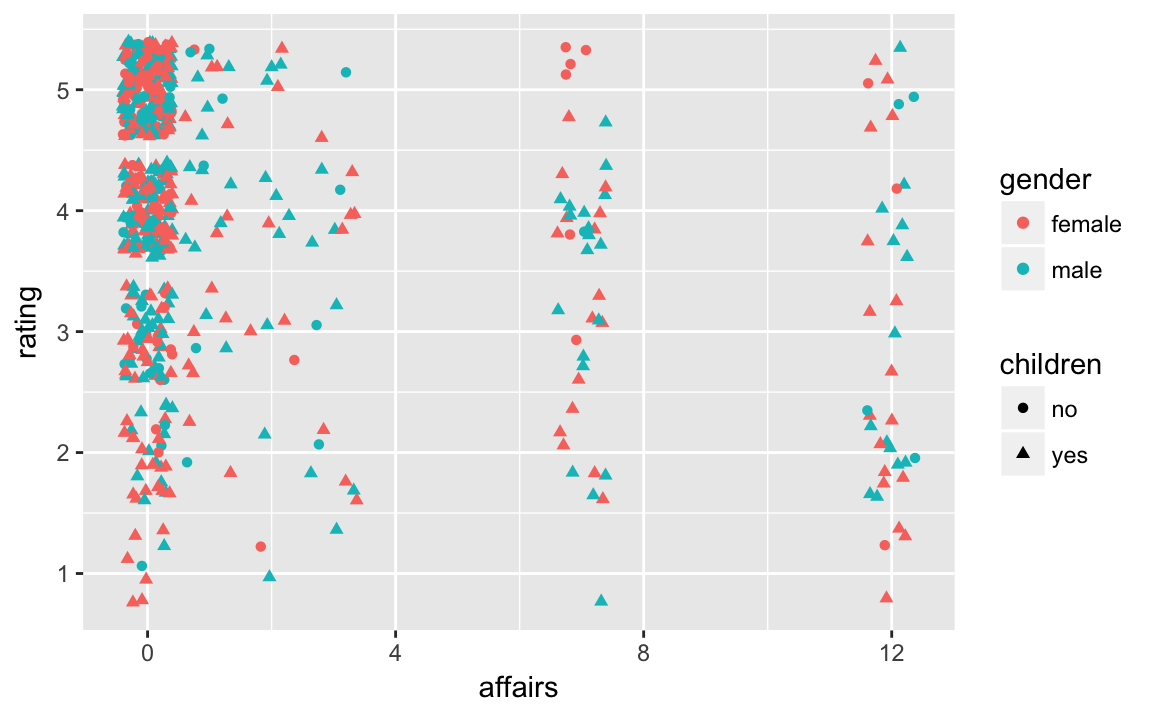 5
4
3
2
1
rating
0 4 8 12
affairs
gender
female
male
children
no
yes